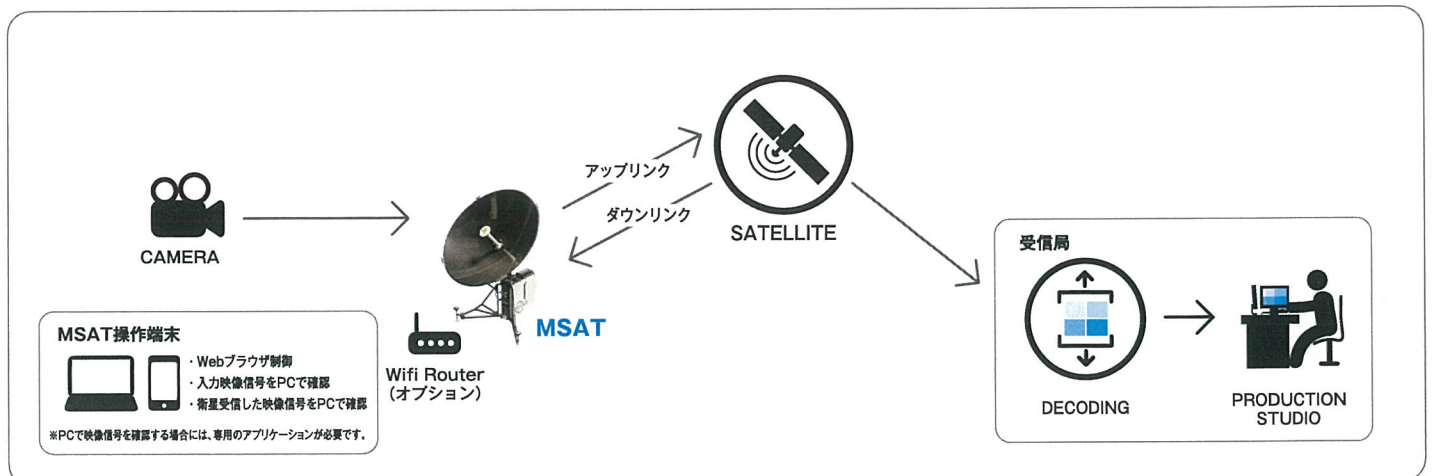 アップリンク
ダウンリンク
SATELLITE
CAMERA
MSAT
Wifi Router
(オプション)
MSAT操作端末
・Webブラウザ制御
・入力映像信号をPCで確認
・衛星受信した映像信号をPCで確認
※PCで映像信号を確認する場合には、専用のアプリケーションが必要です。
受信局
DECODING
PRODUCTION
STUDIO